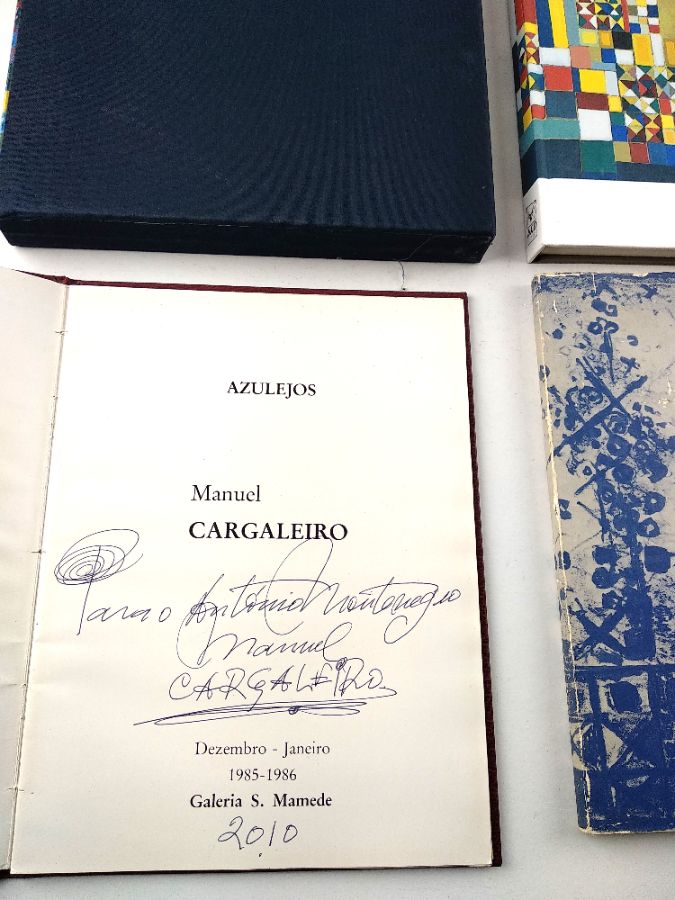 AZULEJOS
Manuel
CARGALEIRO
Para o António Montenegro
Manuel
CARGALEIRO
Dezembro - Janeiro
1985-1986
Galeria S. Mamede
2010